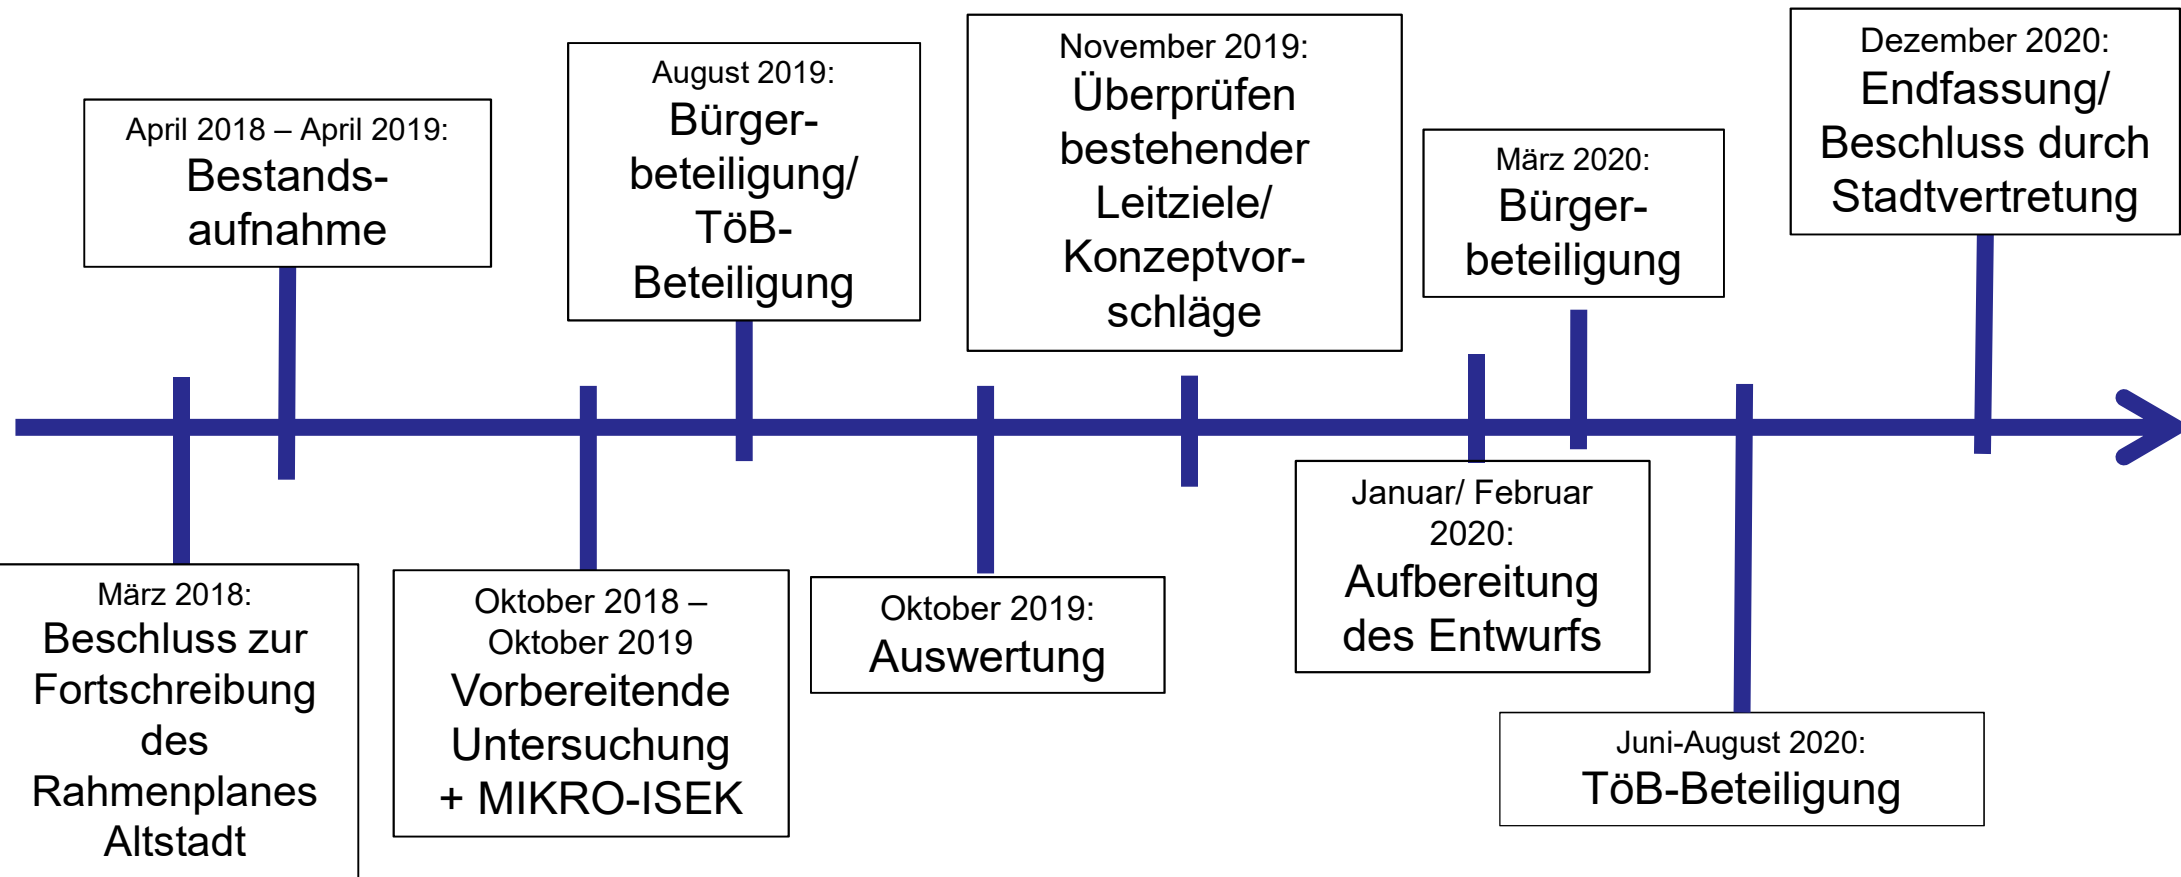 April 2018 – April 2019:
Bestands-
aufnahme
August 2019:
Bürger-
beteiligung/
TöB-
Beteiligung
November 2019:
Überprüfen
bestehender
Leitziele/
Konzeptvor-
schläge
März 2020:
Bürger-
beteiligung
Dezember 2020:
Endfassung/
Beschluss durch
Stadtvertretung
März 2018:
Beschluss zur
Fortschreibung
des
Rahmenplanes
Altstadt
Oktober 2018 –
Oktober 2019
Vorbereitende
Untersuchung
+ MIKRO-ISEK
Oktober 2019:
Auswertung
Januar/ Februar
2020:
Aufbereitung
des Entwurfs
Juni-August 2020:
TöB-Beteiligung